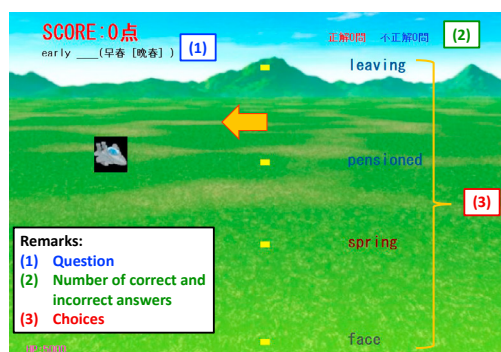 SCORE:0点
正解0問 不正解0問
(2)
early ___(早春 [晩春] )
(1)
leaving
pensioned
(3)
spring
Remarks:
(1) Question
(2) Number of correct and
incorrect answers
(3) Choices
face